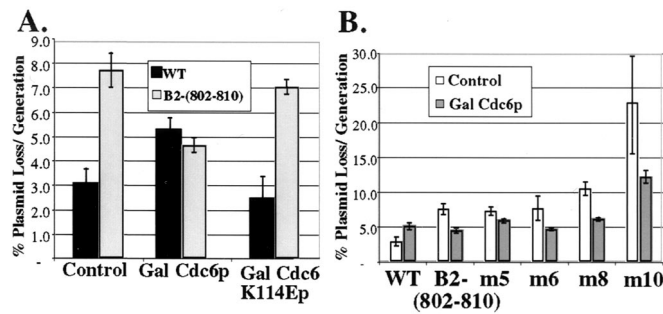 A.
% Plasmid Loss/ Generation
9.0
8.0
7.0
6.0
5.0
4.0
3.0
2.0
1.0
-
WT
B2-(802-810)
Control
Gal Cdc6p
Gal Cdc6
K114Ep
B.
% Plasmid Loss/ Generation
30.0
25.0
20.0
15.0
10.0
5.0
-
Control
Gal Cdc6p
WT
B2-
(802-810)
m5
m6
m8
m10